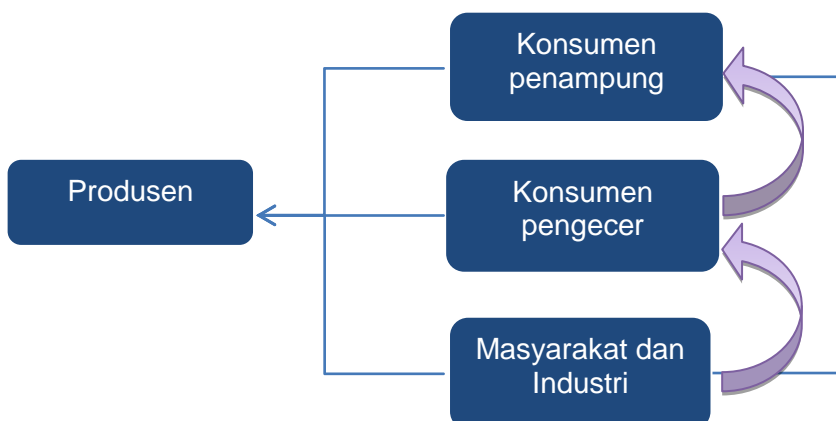 Konsumen
penampung
Produsen
Konsumen
pengecer
Masyarakat dan
Industri